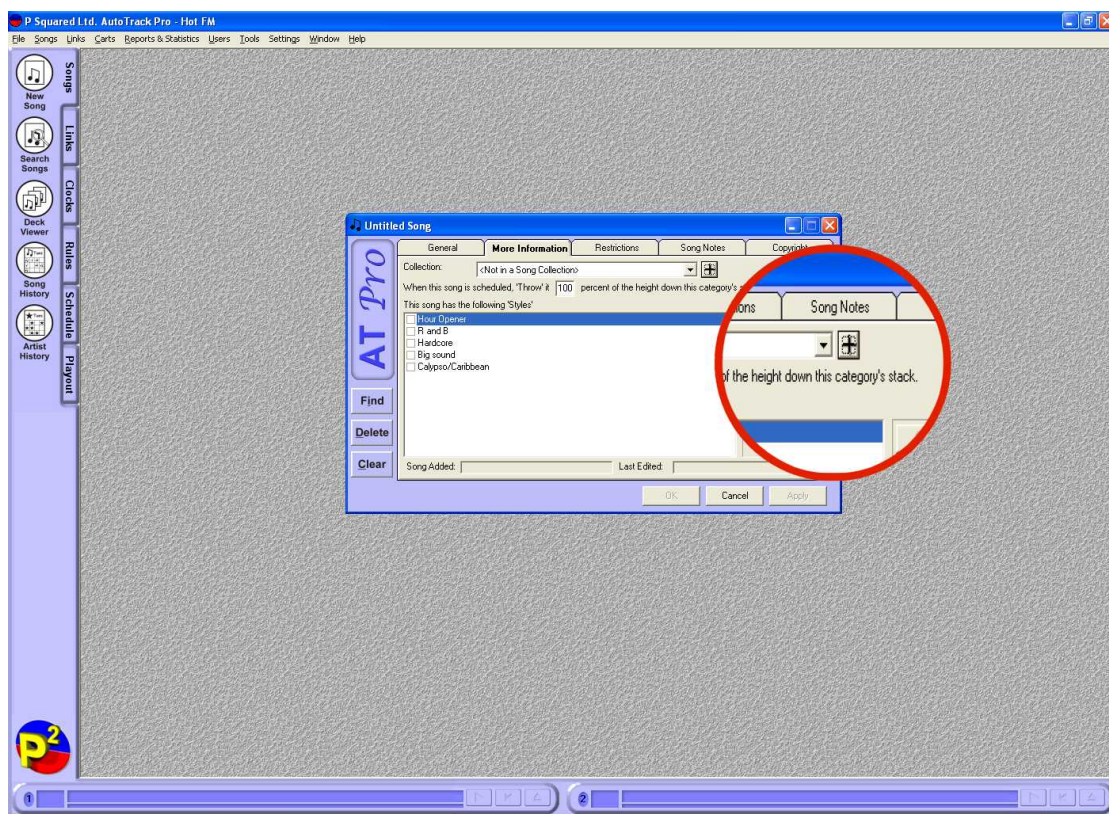 P Squared Ltd. AutoTrack Pro - Hot FM
File Songs Links Carts Reports & Statistics Users Tools Settings Window Help
New Song
Search Songs
Deck Viewer
Song History
Artist History
Songs
Links
Clocks
Rules
Schedule
Playout
Untitled Song
AT Pro
Find
Delete
Clear
General More Information Restrictions Song Notes Copyright
Collection: <Not in a Song Collection>
When this song is scheduled, 'Throw' it 100 percent of the height down this category's
This song has the following 'Styles'
Hour Opener
R and B
Hardcore
Big sound
Calypso/Caribbean
Song Added: Last Edited:
OK Cancel Apply
ions Song Notes
of the height down this category's stack.
P2
1
2